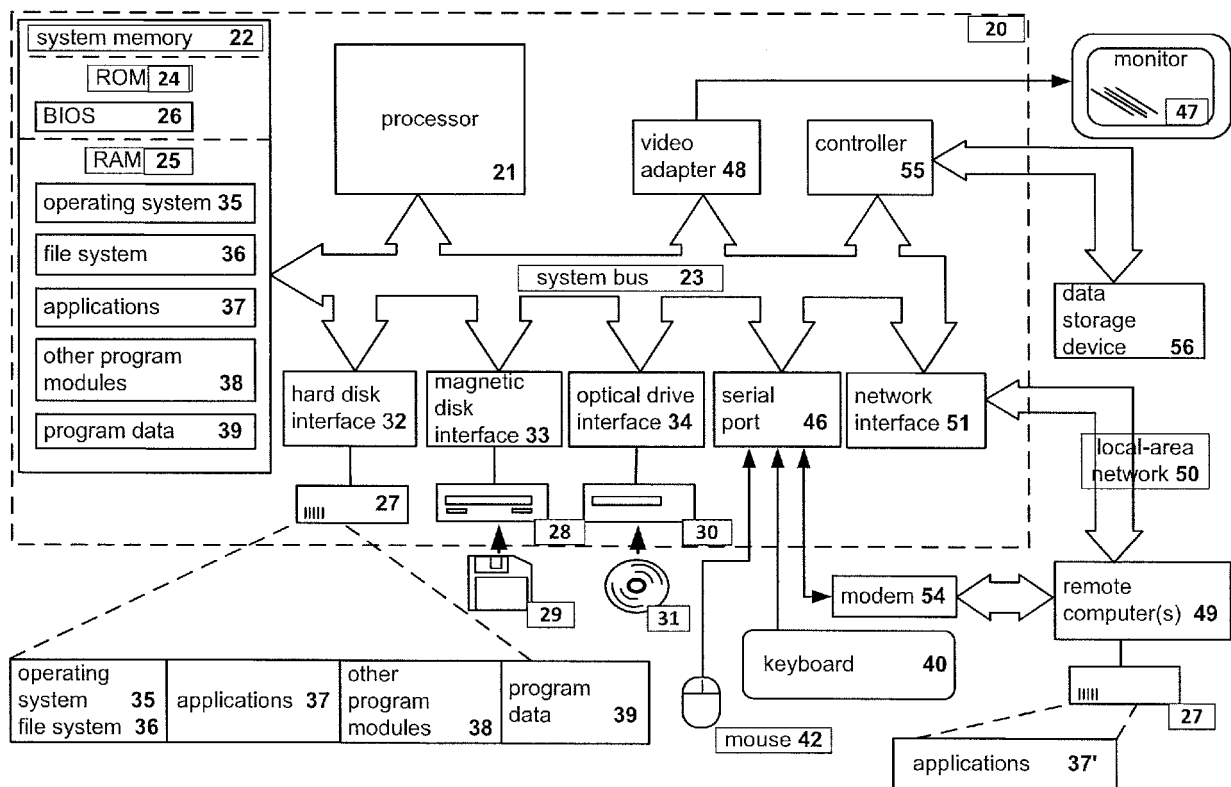 system memory 22
ROM 24
BIOS 26
RAM 25
operating system 35
file system 36
applications 37
other program
modules 38
program data 39
processor
21
20
video
adapter 48
controller
55
monitor
47
system bus 23
data
storage
device 56
hard disk
interface 32
magnetic
disk
interface 33
optical drive
interface 34
serial
port 46
network
interface 51
local-area
network 50
27
28
30
29
31
modem 54
remote
computer(s) 49
keyboard 40
mouse 42
27
operating
system 35
file system 36
applications 37
other
program
modules 38
program
data 39
applications 37'